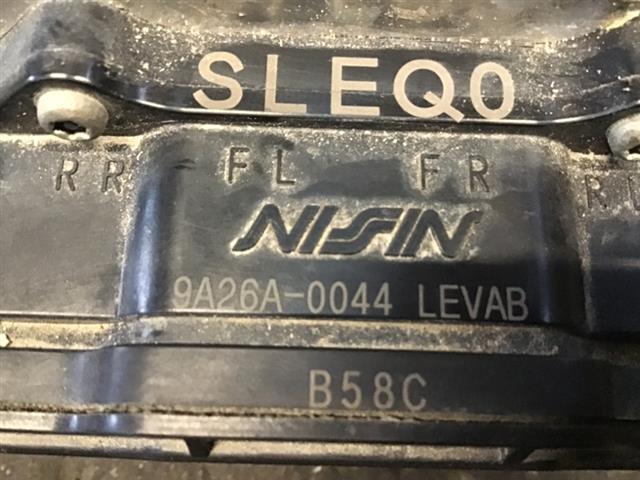 SLEQ0
RR FL FR
NISSIN
9A26A-0044 LEVAB
B58C